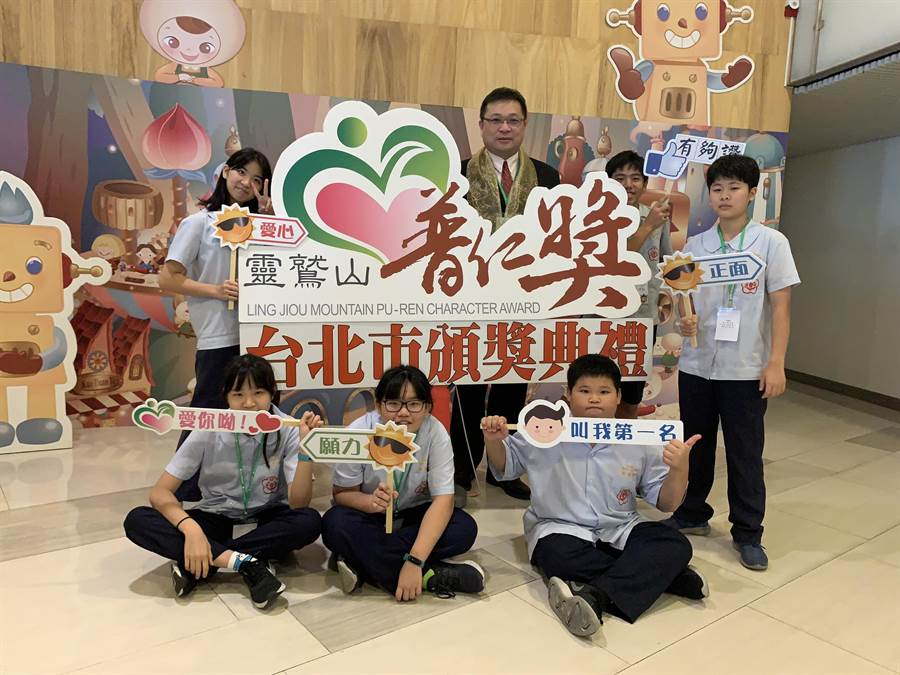 有夠讚
愛心
普仁獎
靈鷲山
正面
LING JIOU MOUNTAIN PU-REN CHARACTER AWARD
台北市頒獎典禮
愛你呦!
願力
叫我第一名